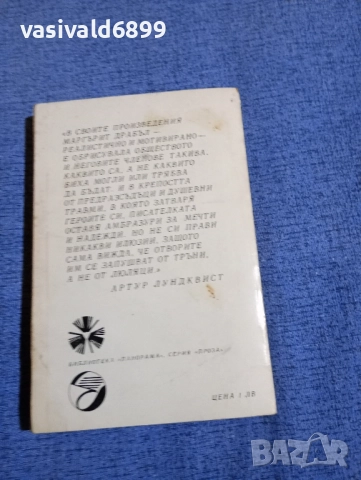 vasivald6899
«В СВОИТЕ ПРОИЗВЕДЕНИЯ
МАРГЪРИТ ДРАБЪЛ —
РЕАЛИСТИЧНО И МОТИВИРАНО —
Е ОБРИСУВАЛА ОБЩЕСТВОТО
И НЕГОВИТЕ ЧЛЕНОВЕ ТАКИВА,
КАКВИТО СА, А НЕ КАКВИТО
БИХА МОГЛИ ИЛИ ТРЯБВА
ДА БЪДАТ. И В КРЕПОСТТА
ОТ ПРЕДРАЗСЪДЪЦИ И ДУШЕВНИ
ТРАВМИ, В КОЯТО ЗАТВАРЯ
ГЕРОИТЕ СИ, ПИСАТЕЛКАТА
ОСТАВЯ АМБРАЗУРИ ЗА МЕЧТИ
И НАДЕЖДИ. НО НЕ СИ ПРАВИ
НИКАКВИ ИЛЮЗИИ, ЗАЩОТО
САМА ВИЖДА, ЧЕ ОТВОРИТЕ
ИМ СЕ ЗАПУШВАТ ОТ ТРЪНИ,
А НЕ ОТ ЛЮЛЯЦИ.»
АРТУР ЛУНДКВИСТ
БИБЛИОТЕКА «ПАНОРАМА», СЕРИЯ «ПРОЗА»
ЦЕНА 1 ЛВ
BAZAR